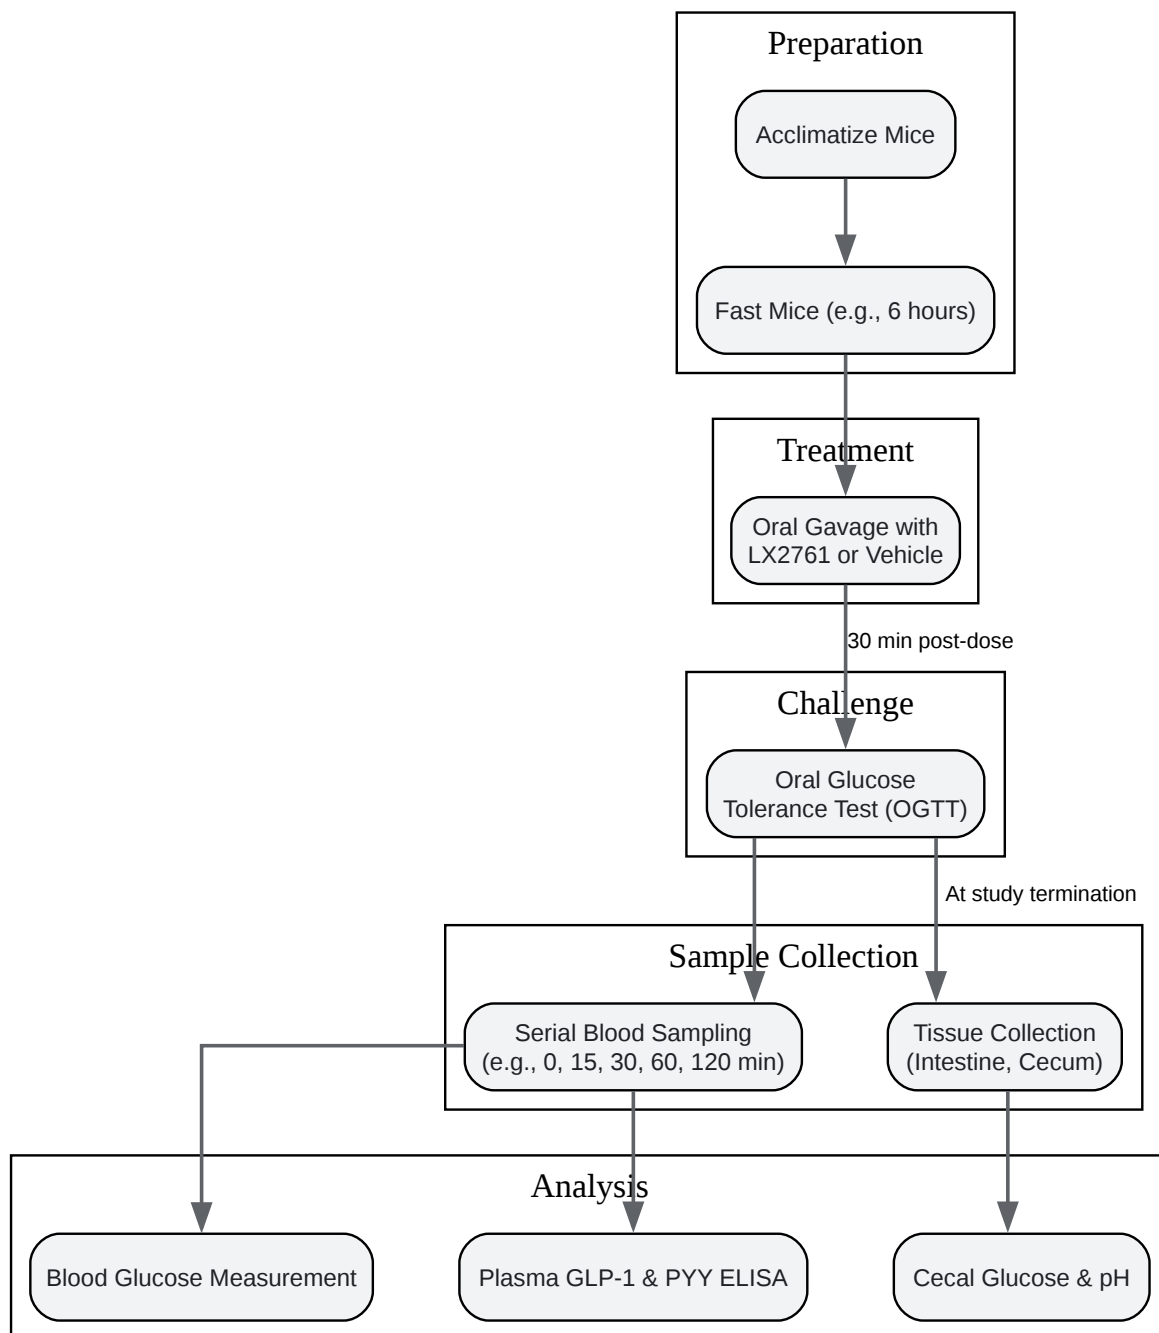 Preparation
Acclimatize Mice
Fast Mice (e.g., 6 hours)
Treatment
Oral Gavage with
LX2761 or Vehicle
30 min post-dose
Challenge
Oral Glucose
Tolerance Test (OGTT)
At study termination
Sample Collection
Serial Blood Sampling
(e.g., 0, 15, 30, 60, 120 min)
Tissue Collection
(Intestine, Cecum)
Analysis
Blood Glucose Measurement
Plasma GLP-1 & PYY ELISA
Cecal Glucose & pH